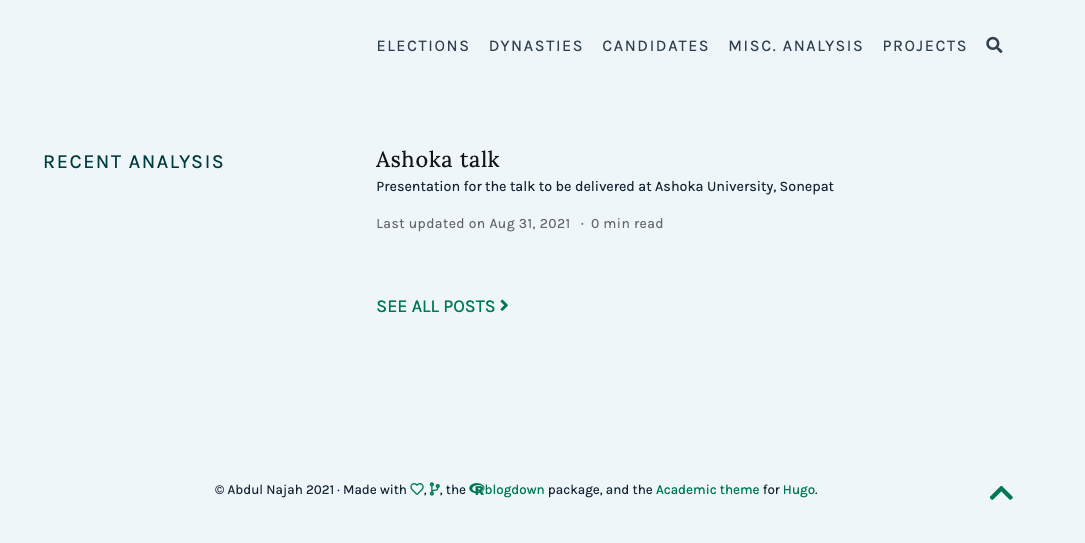 ELECTIONS DYNASTIES CANDIDATES MISC. ANALYSIS PROJECTS
RECENT ANALYSIS
Ashoka talk
Presentation for the talk to be delivered at Ashoka University, Sonepat
Last updated on Aug 31, 2021 · 0 min read
SEE ALL POSTS
© Abdul Najah 2021 · Made with , , the Rblogdown package, and the Academic theme for Hugo.